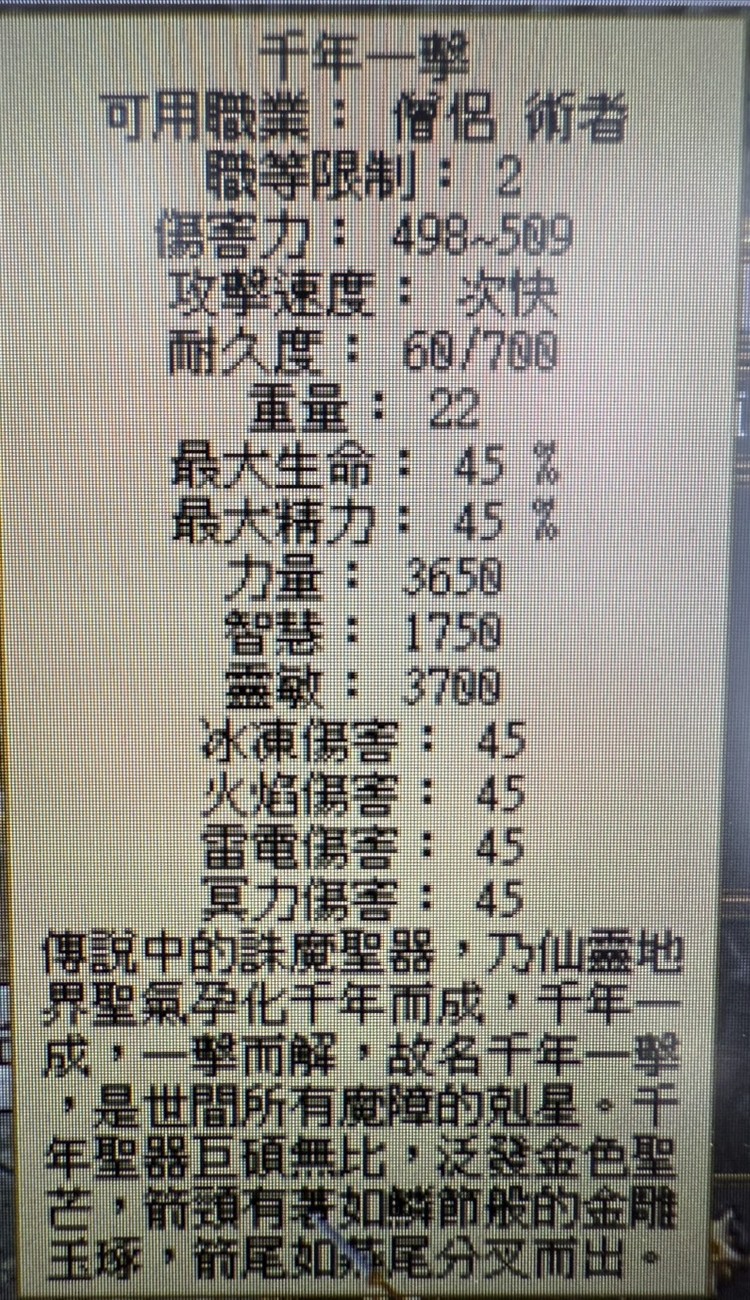 千年一擊
可用職業： 僧侶 術者
職等限制： 2
傷害力： 498~509
攻擊速度： 次快
耐久度： 60/700
重量： 22
最大生命： 45 %
最大精力： 45 %
力量： 3650
智慧： 1750
靈敏： 3700
冰凍傷害： 45
火焰傷害： 45
雷電傷害： 45
冥力傷害： 45
傳說中的誅魔聖器，乃仙靈地
界聖氣孕化千年而成，千年一
成，一擊而解，故名千年一擊
，是世間所有魔障的剋星。千
年聖器巨碩無比，泛發金色聖
芒，箭頸有著如鱗節般的金雕
玉琢，箭尾如燕尾分叉而出。